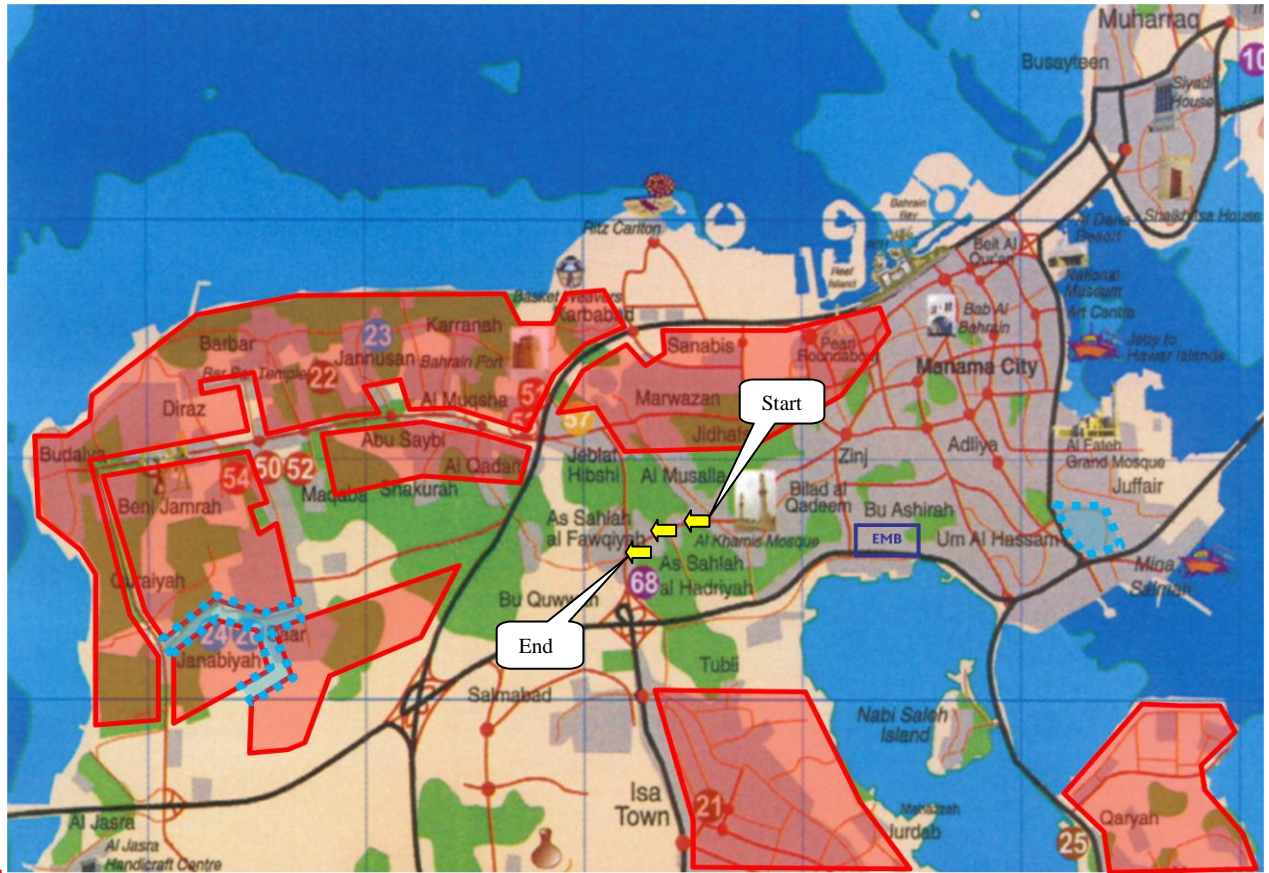 Muharraq
Busayteen
10
Siyadi
House
Shaikh Isa House
Ritz Carlton
Bahrain
Bay
Beit Al
Qur'an
Al Dana
Resort
National
Museum
Art Centre
Reef
Island
Basket Weavers
Karbabad
Bab Al
Bahrain
Jetty to
Hawar Islands
23
Karranah
Barbar
Jannusan
Bahrain Fort
Sanabis
Pearl
Roundabout
Manama City
Bar Bar Temple
22
51
Diraz
Al Muqsha
Marwazan
Start
57
Abu Saybi
Jidhafs
Al Fateh
Grand Mosque
Adliya
Budaiya
Al Qadam
Jeblat
Hibshi
Al Musalla
Zinj
54
50
52
Juffair
Maqaba
Shakurah
Bilad al
Qadeem
Beni Jamrah
Bu Ashirah
As Sahlah
al Fawqiyah
Al Khamis Mosque
EMB
Um Al Hassam
As Sahlah
al Hadriyah
Mina
Salman
Quraiyah
68
Bu Quwwah
24
Saar
End
Janabiyah
Tubli
Salmabad
Nabi Saleh
Island
Isa
Town
21
Jurdab
Qaryah
25
Al Jasra
Al Jasra
Handicraft Centre